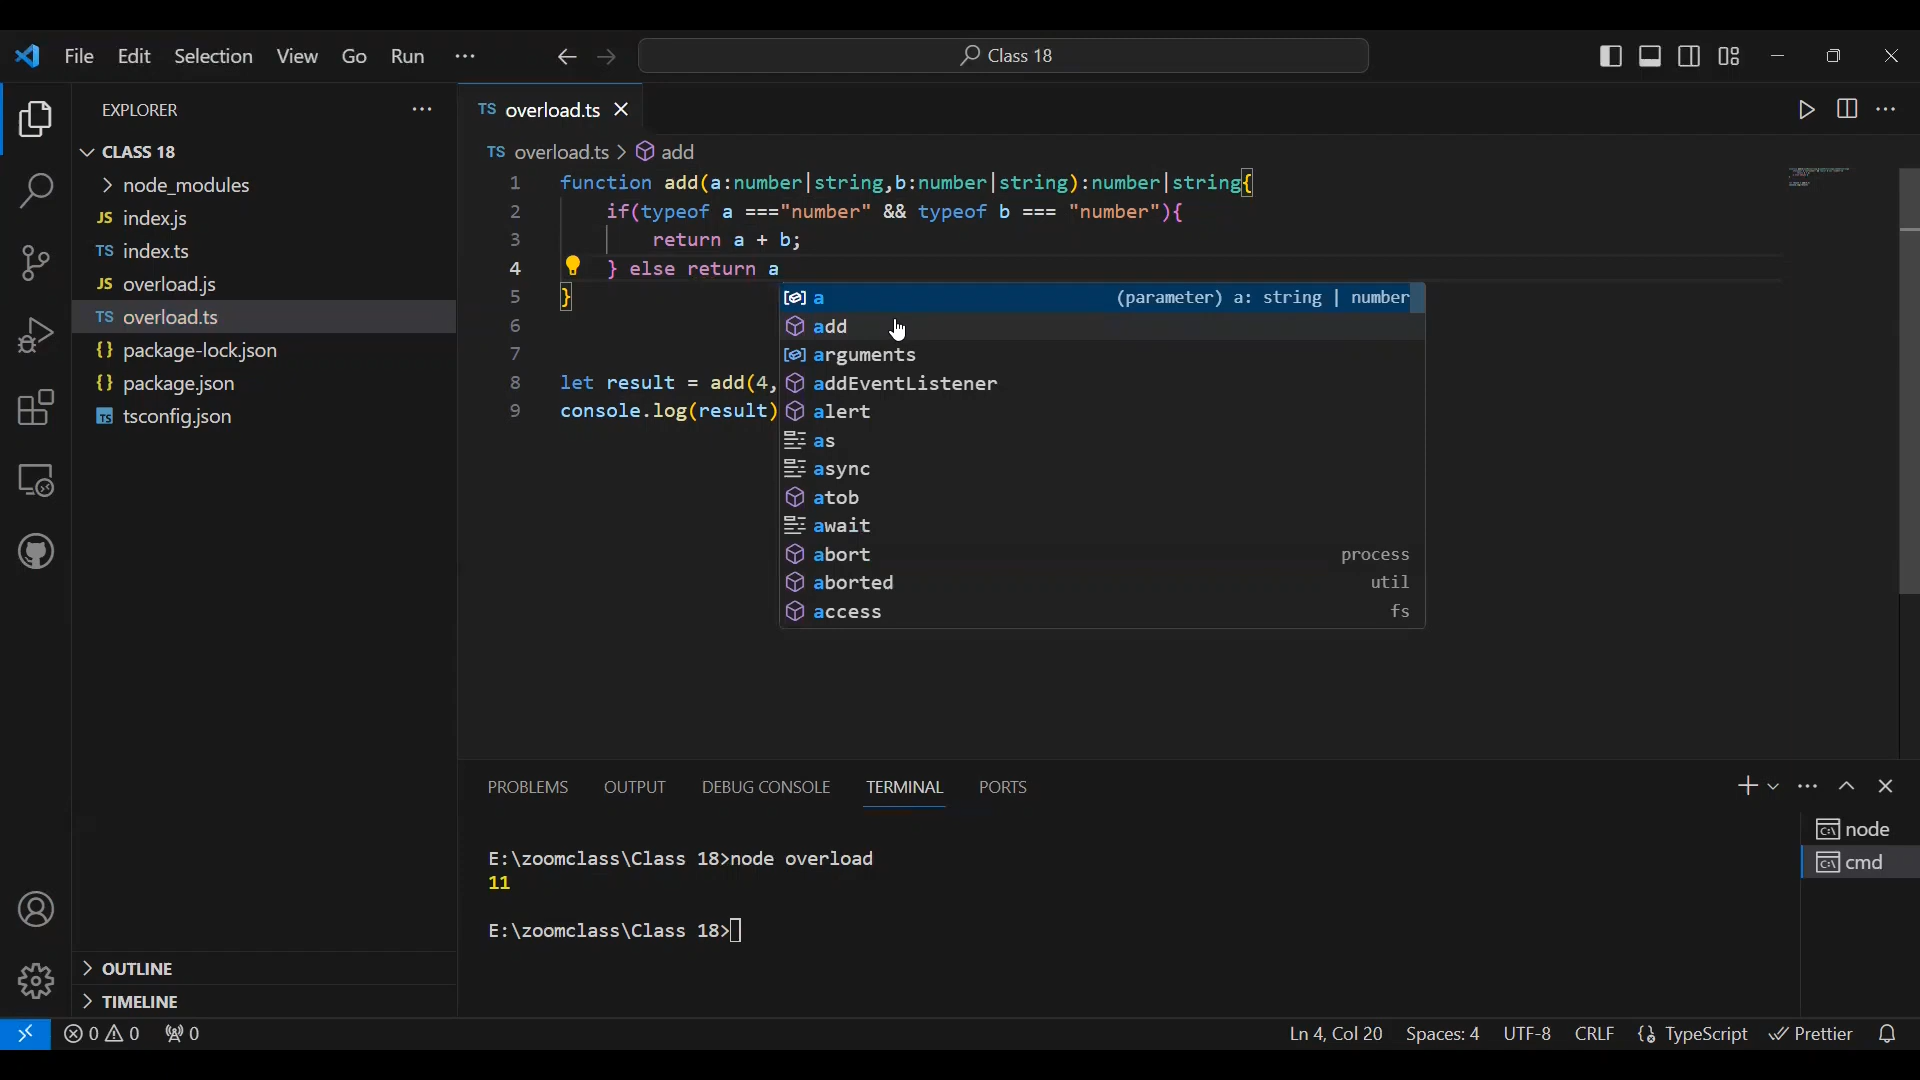 File Edit Selection View Go Run ··· Class 18
EXPLORER ···
CLASS 18
node_modules
JS index.js
TS index.ts
JS overload.js
TS overload.ts
{} package-lock.json
{} package.json
TS tsconfig.json
OUTLINE
TIMELINE
TS overload.ts
TS overload.ts > add
1 function add(a:number|string,b:number|string):number|string{
2 if(typeof a ==="number" && typeof b === "number"){
3 return a + b;
4 } else return a
5 }
6
7
8 let result = add(4,
9 console.log(result)
a (parameter) a: string | number
add
arguments
addEventListener
alert
as
async
atob
await
abort process
aborted util
access fs
PROBLEMS OUTPUT DEBUG CONSOLE TERMINAL PORTS
E:\zoomclass\Class 18>node overload
11
E:\zoomclass\Class 18>
node
cmd
0 0 0 Ln 4, Col 20 Spaces: 4 UTF-8 CRLF {} TypeScript Prettier